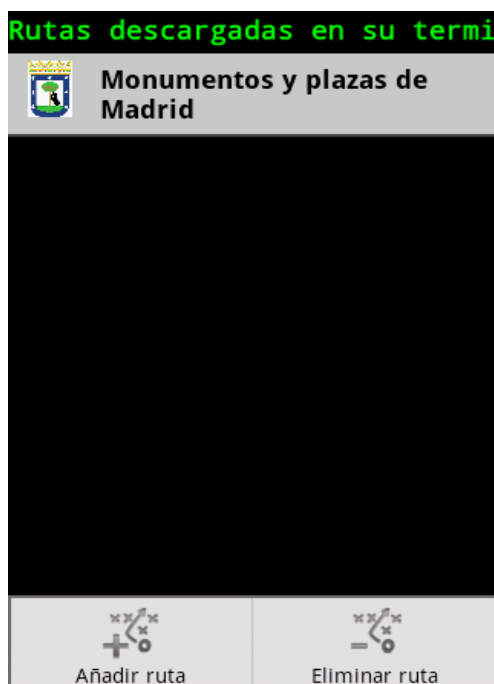 Rutas descargadas en su termi
Monumentos y plazas de
Madrid
Añadir ruta
Eliminar ruta